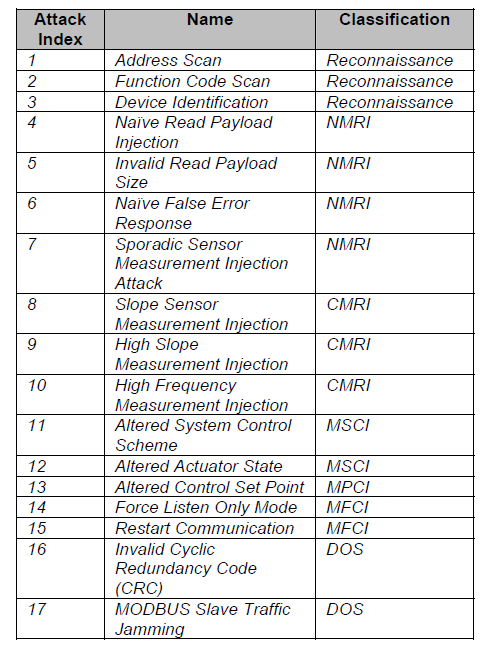 Attack Index Name Classification
1 Address Scan Reconnaissance
2 Function Code Scan Reconnaissance
3 Device Identification Reconnaissance
4 Naïve Read Payload Injection NMRI
5 Invalid Read Payload Size NMRI
6 Naïve False Error Response NMRI
7 Sporadic Sensor Measurement Injection Attack NMRI
8 Slope Sensor Measurement Injection CMRI
9 High Slope Measurement Injection CMRI
10 High Frequency Measurement Injection CMRI
11 Altered System Control Scheme MSCI
12 Altered Actuator State MSCI
13 Altered Control Set Point MPCI
14 Force Listen Only Mode MFCI
15 Restart Communication MFCI
16 Invalid Cyclic Redundancy Code (CRC) DOS
17 MODBUS Slave Traffic Jamming DOS